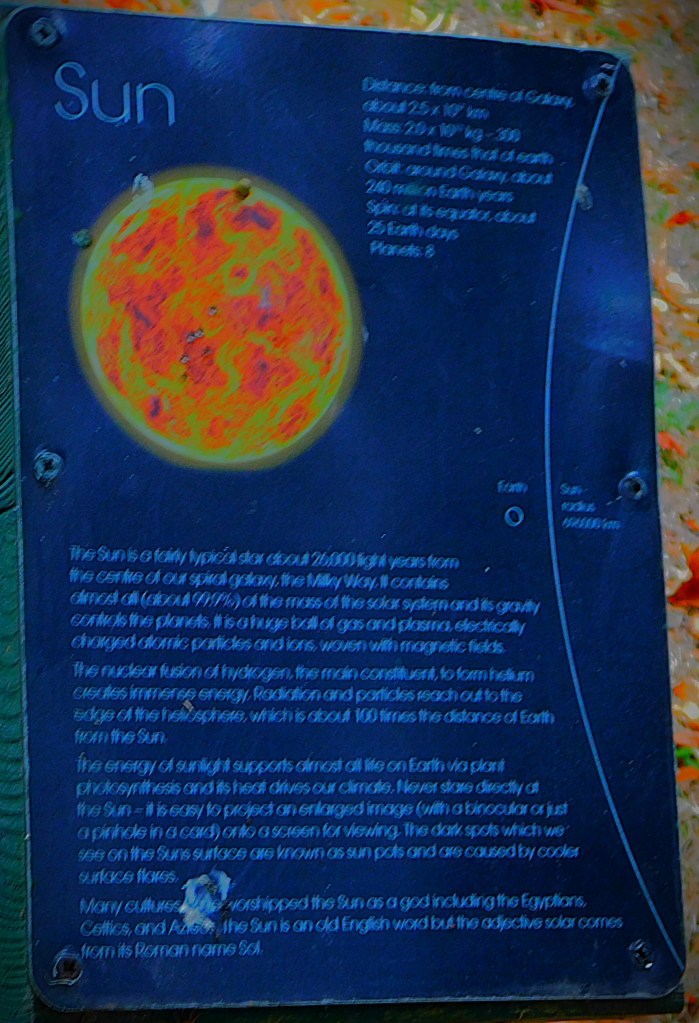 Sun
Distance: from centre of Galaxy,
about 2.5 x 10¹⁷ km
Mass: 2.0 x 10³⁰ kg - 300
thousand times that of earth
Orbit: around Galaxy, about
240 million Earth years
Spin: at its equator, about
25 Earth days
Planets: 8
Earth
Sun -
radius
696000 km
The Sun is a fairly typical star about 26,000 light years from
the centre of our spiral galaxy, the Milky Way. It contains
almost all (about 99.9%) of the mass of the solar system and its gravity
controls the planets. It is a huge ball of gas and plasma, electrically
charged atomic particles and ions, woven with magnetic fields.
The nuclear fusion of hydrogen, the main constituent, to form helium
creates immense energy. Radiation and particles reach out to the
edge of the heliosphere, which is about 100 times the distance of Earth
from the Sun.
The energy of sunlight supports almost all life on Earth via plant
photosynthesis and its heat drives our climate. Never stare directly at
the Sun - it is easy to project an enlarged image (with a binocular or just
a pinhole in a card) onto a screen for viewing. The dark spots which we
see on the Suns surface are known as sun pots and are caused by cooler
surface flares.
Many cultures worshipped the Sun as a god including the Egyptians,
Celtics, and Aztecs. The Sun is an old English word but the adjective solar comes
from its Roman name Sol.